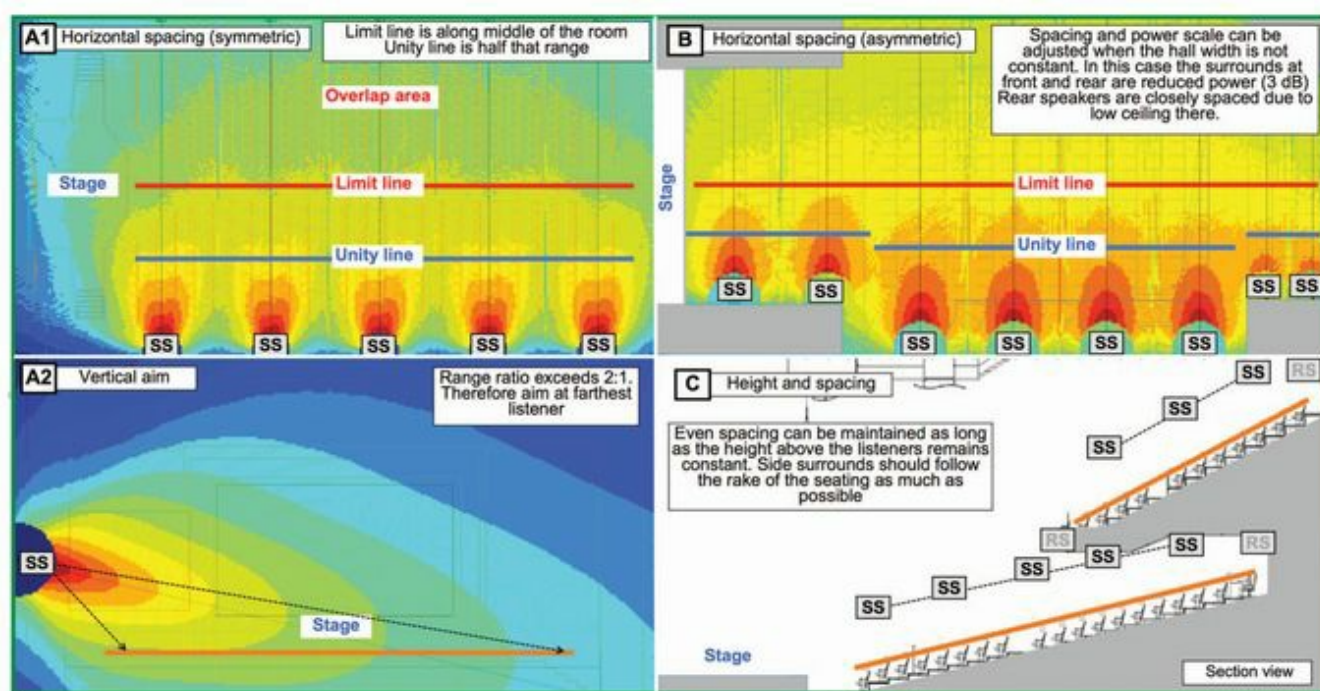 A1
Horizontal spacing (symmetric)
Limit line is along middle of the room
Unity line is half that range
Overlap area
Stage
Limit line
Unity line
SS
SS
SS
SS
SS
B
Horizontal spacing (asymmetric)
Spacing and power scale can be
adjusted when the hall width is not
constant. In this case the surrounds at
front and rear are reduced power (3 dB)
Rear speakers are closely spaced due to
low ceiling there.
Stage
Limit line
Unity line
SS
SS
SS
SS
SS
SS
SS
SS
A2
Vertical aim
Range ratio exceeds 2:1.
Therefore aim at farthest
listener
SS
Stage
C
Height and spacing
Even spacing can be maintained as long
as the height above the listeners remains
constant. Side surrounds should follow
the rake of the seating as much as
possible
SS
RS
SS
SS
RS
SS
RS
SS
SS
SS
SS
Stage
Section view